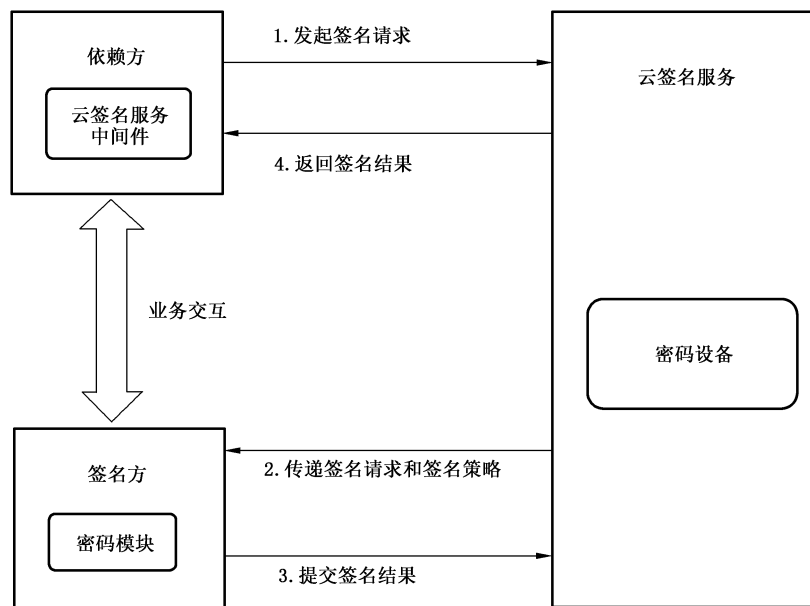 依赖方
云签名服务
中间件
1.发起签名请求
4.返回签名结果
云签名服务
业务交互
密码设备
签名方
密码模块
2.传递签名请求和签名策略
3.提交签名结果